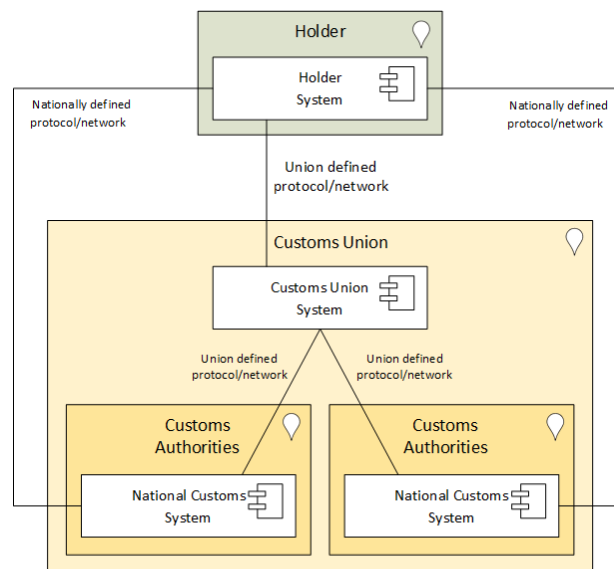 Holder
Holder
System
Nationally defined
protocol/network
Nationally defined
protocol/network
Union defined
protocol/network
Customs Union
Customs Union
System
Union defined
protocol/network
Union defined
protocol/network
Customs
Authorities
Customs
Authorities
National Customs
System
National Customs
System